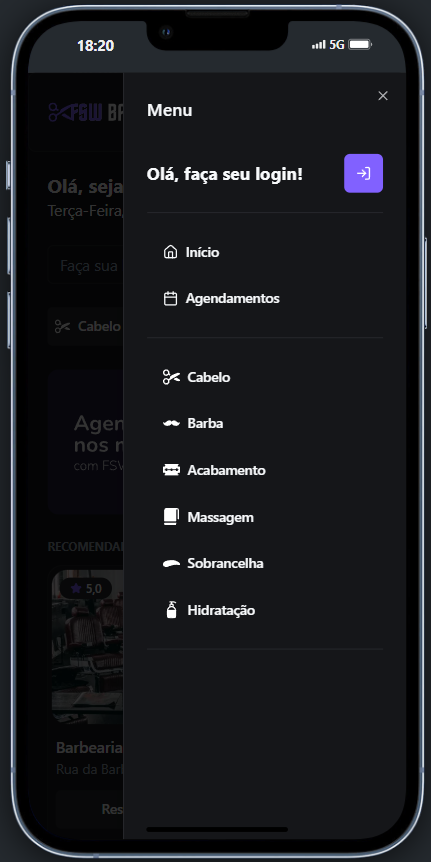 18:20
5G
FSW BA
Menu
Olá, seja
Olá, faça seu login!
Terça-Feira,
Início
Faça sua
Agendamentos
Cabelo
Cabelo
Barba
Agen
nos m
com FSW
Acabamento
Massagem
RECOMENDA
Sobrancelha
5,0
Hidratação
Barbearia
Rua da Barb
Res